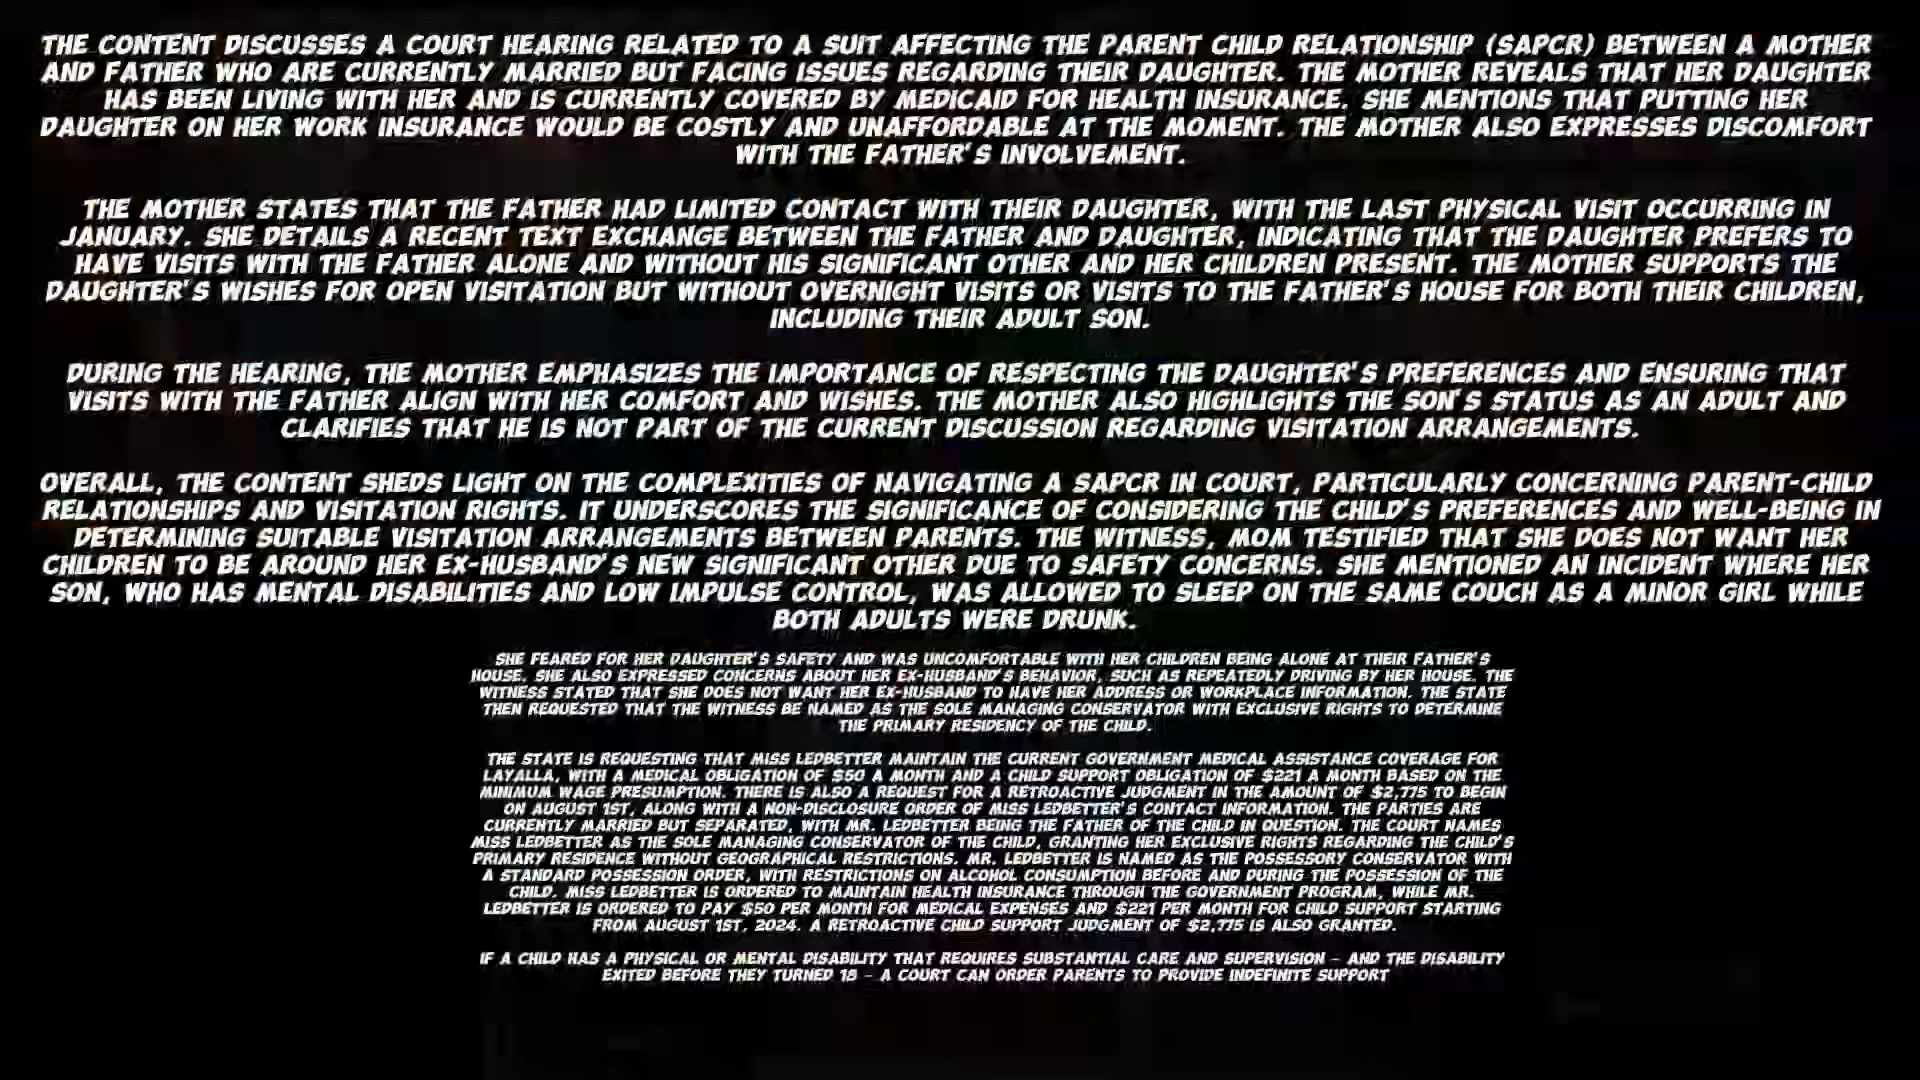 THE CONTENT DISCUSSES A COURT HEARING RELATED TO A SUIT AFFECTING THE PARENT CHILD RELATIONSHIP (SAPCR) BETWEEN A MOTHER
AND FATHER WHO ARE CURRENTLY MARRIED BUT FACING ISSUES REGARDING THEIR DAUGHTER. THE MOTHER REVEALS THAT HER DAUGHTER
HAS BEEN LIVING WITH HER AND IS CURRENTLY COVERED BY MEDICAID FOR HEALTH INSURANCE. SHE MENTIONS THAT PUTTING HER
DAUGHTER ON HER WORK INSURANCE WOULD BE COSTLY AND UNAFFORDABLE AT THE MOMENT. THE MOTHER ALSO EXPRESSES DISCOMFORT
WITH THE FATHER'S INVOLVEMENT.
THE MOTHER STATES THAT THE FATHER HAD LIMITED CONTACT WITH THEIR DAUGHTER, WITH THE LAST PHYSICAL VISIT OCCURRING IN
JANUARY. SHE DETAILS A RECENT TEXT EXCHANGE BETWEEN THE FATHER AND DAUGHTER, INDICATING THAT THE DAUGHTER PREFERS TO
HAVE VISITS WITH THE FATHER ALONE AND WITHOUT HIS SIGNIFICANT OTHER AND HER CHILDREN PRESENT. THE MOTHER SUPPORTS THE
DAUGHTER'S WISHES FOR OPEN VISITATION BUT WITHOUT OVERNIGHT VISITS OR VISITS TO THE FATHER'S HOUSE FOR BOTH THEIR CHILDREN,
INCLUDING THEIR ADULT SON.
DURING THE HEARING, THE MOTHER EMPHASIZES THE IMPORTANCE OF RESPECTING THE DAUGHTER'S PREFERENCES AND ENSURING THAT
VISITS WITH THE FATHER ALIGN WITH HER COMFORT AND WISHES. THE MOTHER ALSO HIGHLIGHTS THE SON'S STATUS AS AN ADULT AND
CLARIFIES THAT HE IS NOT PART OF THE CURRENT DISCUSSION REGARDING VISITATION ARRANGEMENTS.
OVERALL, THE CONTENT SHEDS LIGHT ON THE COMPLEXITIES OF NAVIGATING A SAPCR IN COURT, PARTICULARLY CONCERNING PARENT-CHILD
RELATIONSHIPS AND VISITATION RIGHTS. IT UNDERSCORES THE SIGNIFICANCE OF CONSIDERING THE CHILD'S PREFERENCES AND WELL-BEING IN
DETERMINING SUITABLE VISITATION ARRANGEMENTS BETWEEN PARENTS. THE WITNESS, MOM TESTIFIED THAT SHE DOES NOT WANT HER
CHILDREN TO BE AROUND HER EX-HUSBAND'S NEW SIGNIFICANT OTHER DUE TO SAFETY CONCERNS. SHE MENTIONED AN INCIDENT WHERE HER
SON, WHO HAS MENTAL DISABILITIES AND LOW IMPULSE CONTROL, WAS ALLOWED TO SLEEP ON THE SAME COUCH AS A MINOR GIRL WHILE
BOTH ADULTS WERE DRUNK.
SHE FEARED FOR HER DAUGHTER'S SAFETY AND WAS UNCOMFORTABLE WITH HER CHILDREN BEING ALONE AT THEIR FATHER'S
HOUSE. SHE ALSO EXPRESSED CONCERNS ABOUT HER EX-HUSBAND'S BEHAVIOR, SUCH AS REPEATEDLY DRIVING BY HER HOUSE. THE
WITNESS STATED THAT SHE DOES NOT WANT HER EX-HUSBAND TO HAVE HER ADDRESS OR WORKPLACE INFORMATION. THE STATE
THEN REQUESTED THAT THE WITNESS BE NAMED AS THE SOLE MANAGING CONSERVATOR WITH EXCLUSIVE RIGHTS TO DETERMINE
THE PRIMARY RESIDENCY OF THE CHILD.
THE STATE IS REQUESTING THAT MISS LEDBETTER MAINTAIN THE CURRENT GOVERNMENT MEDICAL ASSISTANCE COVERAGE FOR
LAYALLA, WITH A MEDICAL OBLIGATION OF $50 A MONTH AND A CHILD SUPPORT OBLIGATION OF $221 A MONTH BASED ON THE
MINIMUM WAGE PRESUMPTION. THERE IS ALSO A REQUEST FOR A RETROACTIVE JUDGMENT IN THE AMOUNT OF $2,775 TO BEGIN
ON AUGUST 1ST, ALONG WITH A NON-DISCLOSURE ORDER OF MISS LEDBETTER'S CONTACT INFORMATION. THE PARTIES ARE
CURRENTLY MARRIED BUT SEPARATED, WITH MR. LEDBETTER BEING THE FATHER OF THE CHILD IN QUESTION. THE COURT NAMES
MISS LEDBETTER AS THE SOLE MANAGING CONSERVATOR OF THE CHILD, GRANTING HER EXCLUSIVE RIGHTS REGARDING THE CHILD'S
PRIMARY RESIDENCE WITHOUT GEOGRAPHICAL RESTRICTIONS. MR. LEDBETTER IS NAMED AS THE POSSESSORY CONSERVATOR WITH
A STANDARD POSSESSION ORDER, WITH RESTRICTIONS ON ALCOHOL CONSUMPTION BEFORE AND DURING THE POSSESSION OF THE
CHILD. MISS LEDBETTER IS ORDERED TO MAINTAIN HEALTH INSURANCE THROUGH THE GOVERNMENT PROGRAM, WHILE MR.
LEDBETTER IS ORDERED TO PAY $50 PER MONTH FOR MEDICAL EXPENSES AND $221 PER MONTH FOR CHILD SUPPORT STARTING
FROM AUGUST 1ST, 2024. A RETROACTIVE CHILD SUPPORT JUDGMENT OF $2,775 IS ALSO GRANTED.
IF A CHILD HAS A PHYSICAL OR MENTAL DISABILITY THAT REQUIRES SUBSTANTIAL CARE AND SUPERVISION – AND THE DISABILITY
EXITED BEFORE THEY TURNED 18 – A COURT CAN ORDER PARENTS TO PROVIDE INDEFINITE SUPPORT